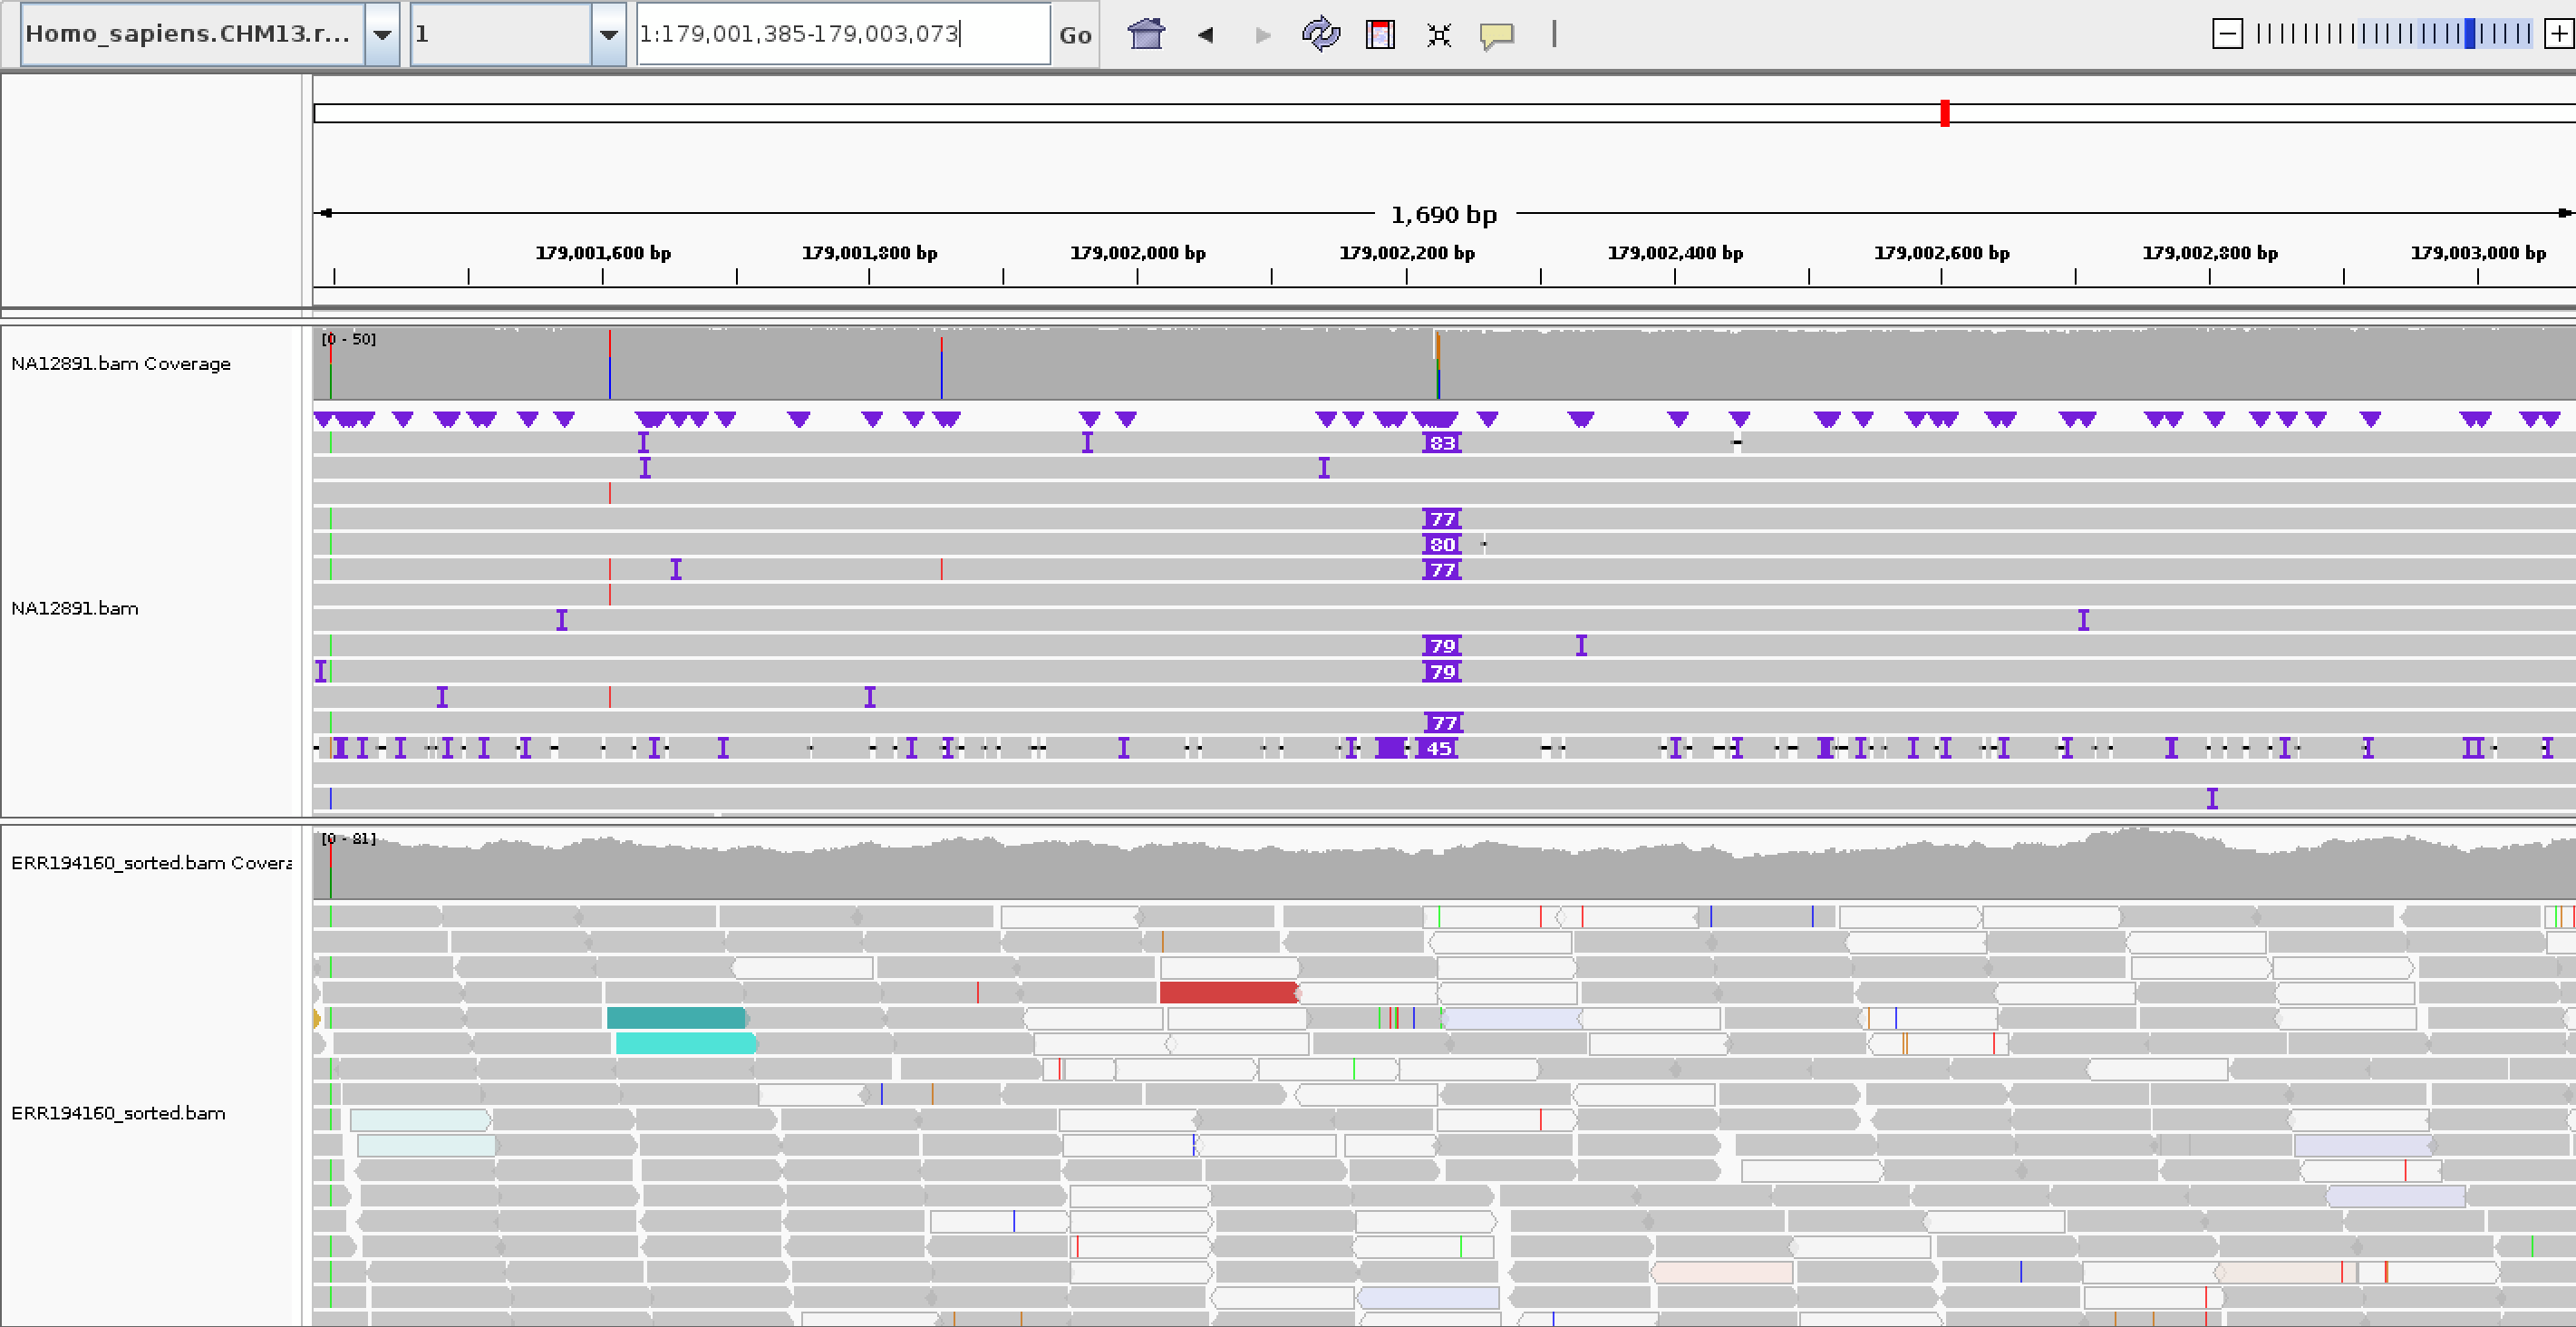 Homo_sapiens.CHM13.r... 1 1:179,001,385-179,003,073 Go
1,690 bp
179,001,600 bp 179,001,800 bp 179,002,000 bp 179,002,200 bp 179,002,400 bp 179,002,600 bp 179,002,800 bp 179,003,000 bp
[0 - 50]
NA12891.bam Coverage
83
77
80
77
NA12891.bam
79
79
77
45
[0 - 81]
ERR194160_sorted.bam Covera
ERR194160_sorted.bam